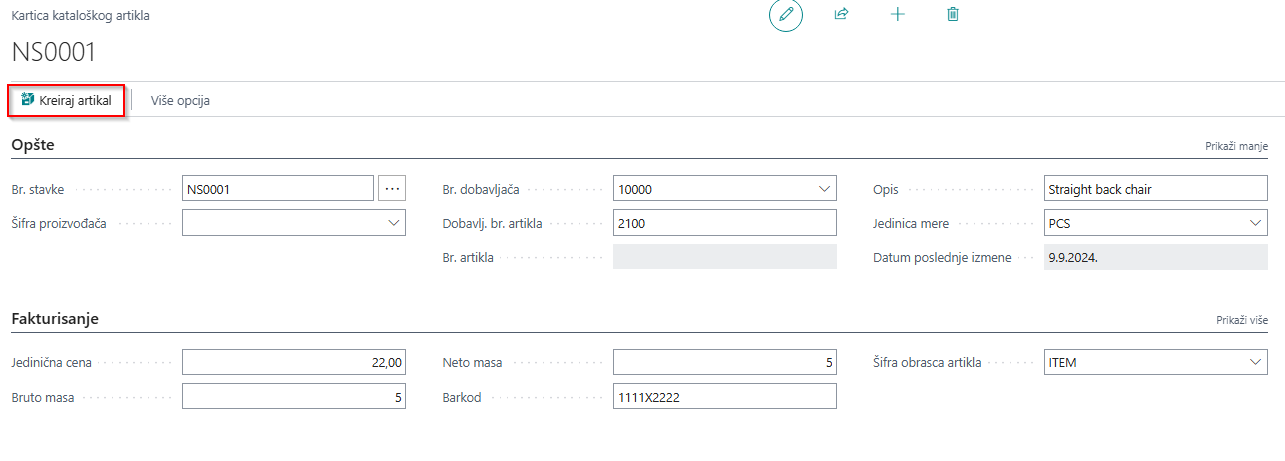 Kartica kataloškog artikla
NS0001
Kreiraj artikal Više opcija
Opšte Prikaži manje
Br. stavke NS0001 ... Br. dobavljača 10000 Opis Straight back chair
Šifra proizvođača Dobavlj. br. artikla 2100 Jedinica mere PCS
Br. artikla Datum poslednje izmene 9.9.2024.
Fakturisanje Prikaži više
Jedinična cena 22,00 Neto masa 5 Šifra obrasca artikla ITEM
Bruto masa 5 Barkod 1111X2222